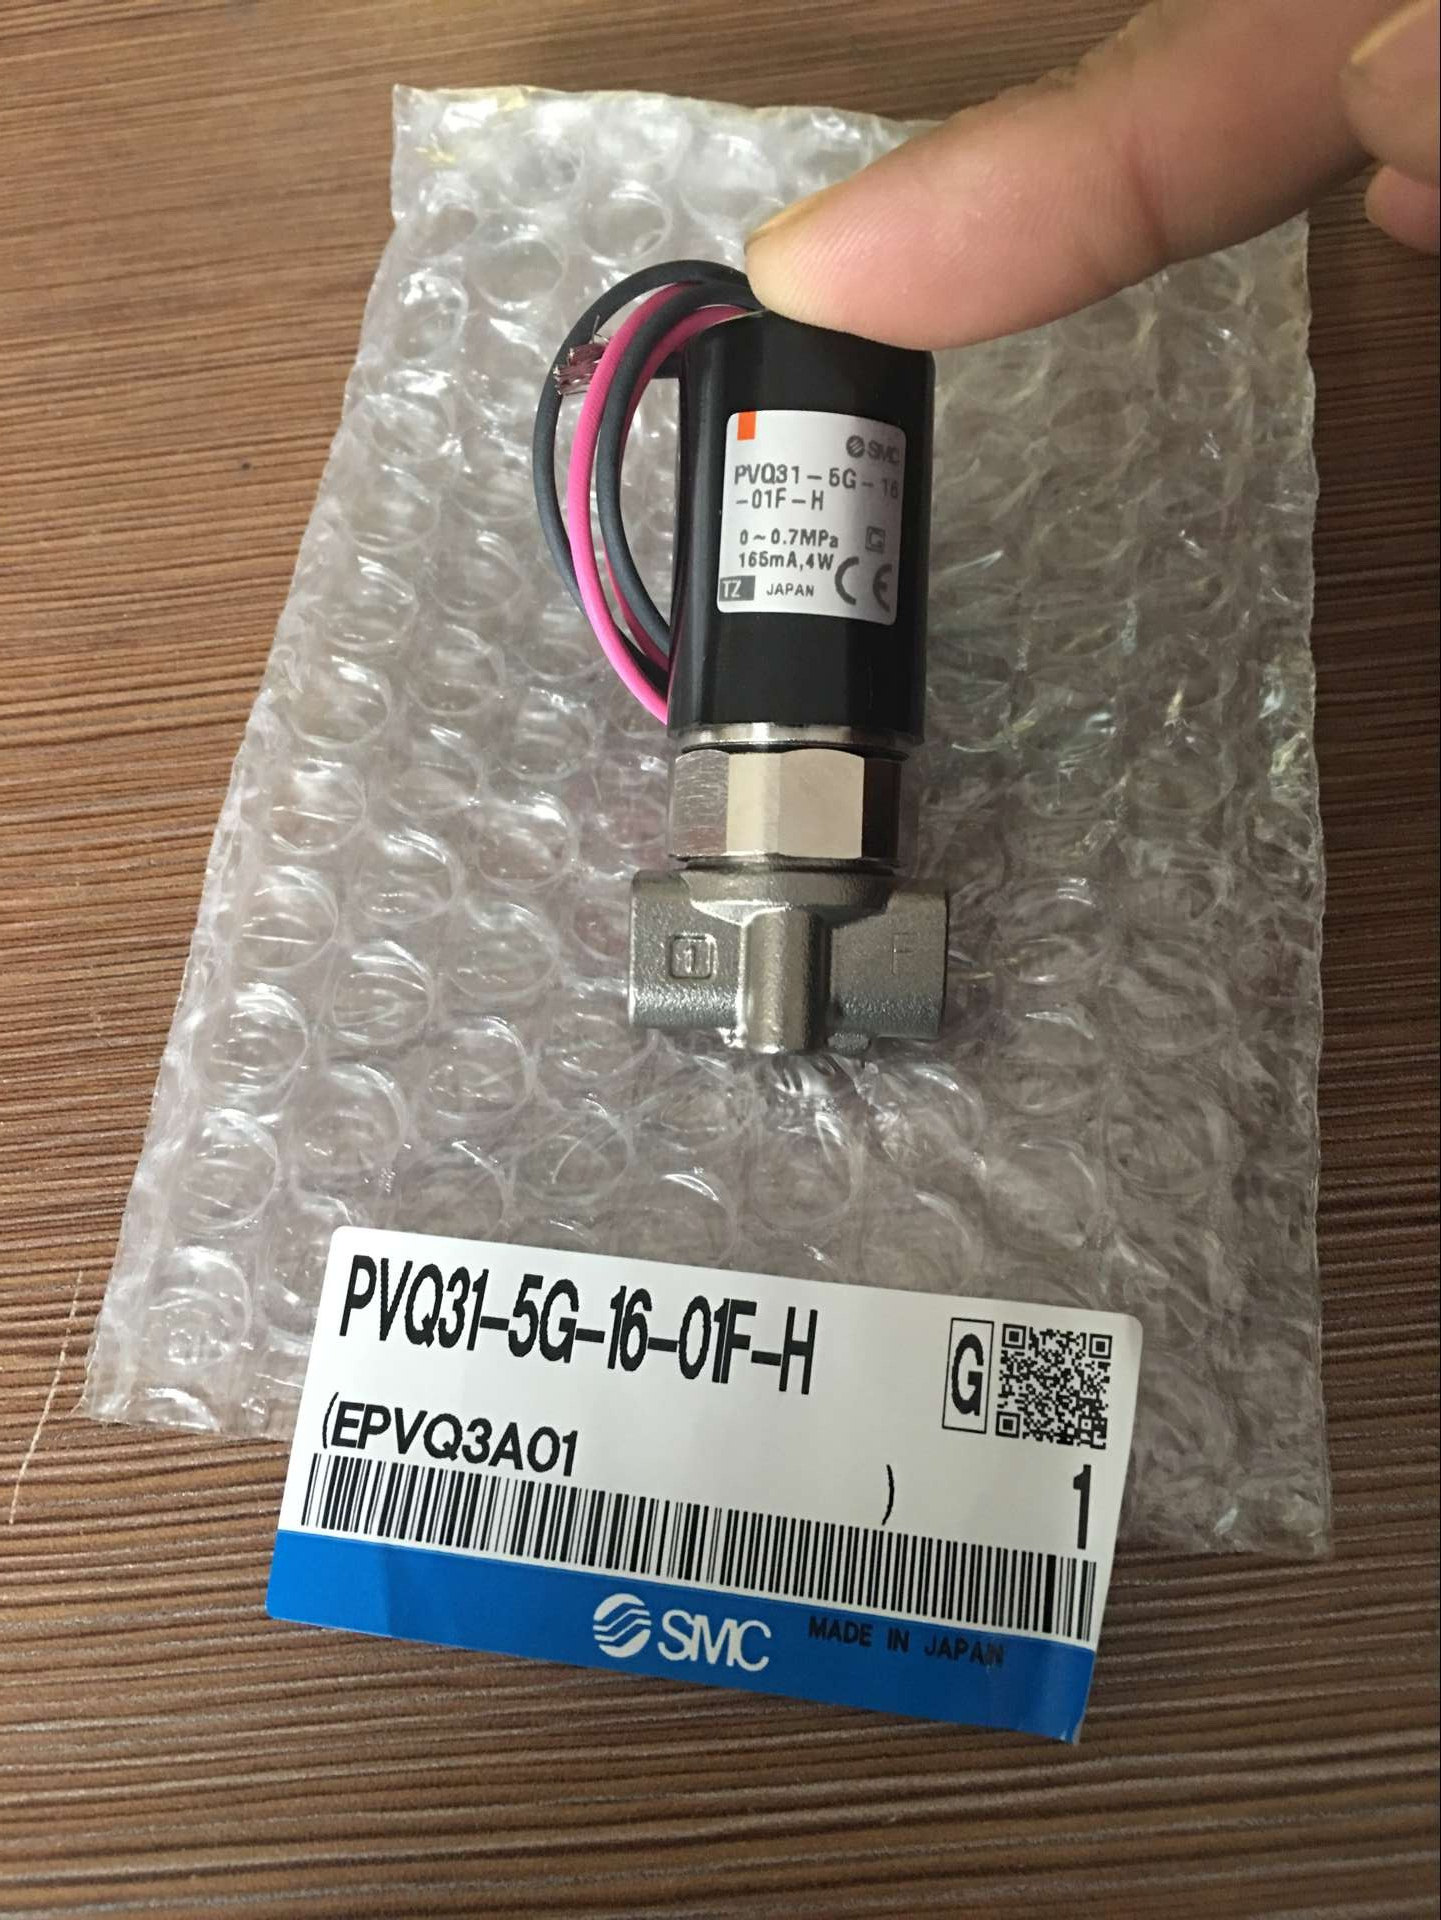 SMC
PVQ31-5G-16
-01F-H
0~0.7MPa
165mA,4W
CE
TZ JAPAN
1
F
PVQ31-5G-16-01F-H
G
(EPVQ3A01 )
1
SMC MADE IN JAPAN